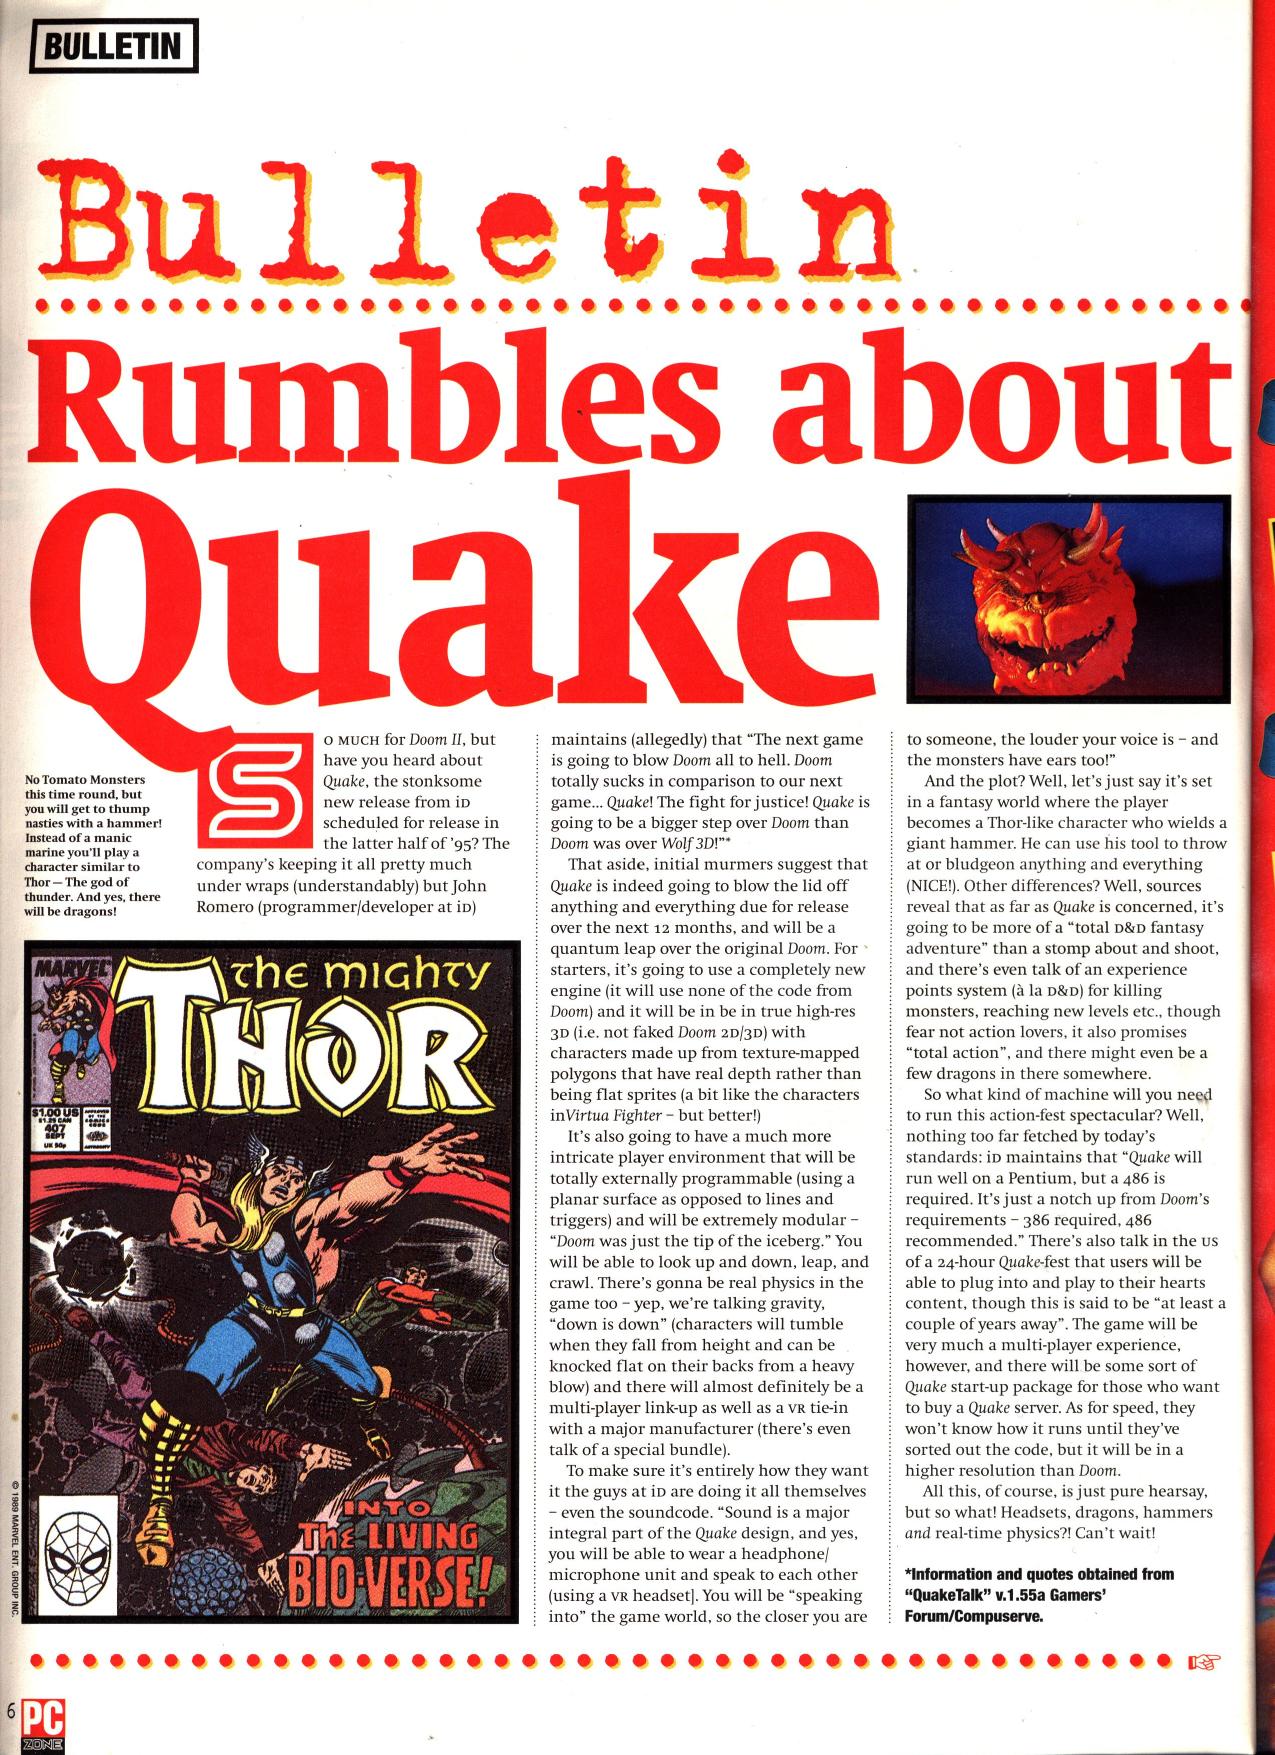 BULLETIN
Bulletin
Rumbles about
Quake
No Tomato Monsters
this time round, but
you will get to thump
nasties with a hammer!
Instead of a manic
marine you'll play a
character similar to
Thor — The god of
thunder. And yes, there
will be dragons!
SO MUCH for Doom II, but
have you heard about
Quake, the stonksome
new release from iD
scheduled for release in
the latter half of '95? The
company's keeping it all pretty much
under wraps (understandably) but John
Romero (programmer/developer at iD)
MARVEL
The mighty
THOR
$1.00 US
$1.25 CAN
407
SEPT
UK 50p
APPROVED
BY THE
COMICS
CODE
AUTHORITY
INTO
The LIVING
BIO-VERSE!
© 1989 MARVEL ENT. GROUP INC.
maintains (allegedly) that “The next game
is going to blow Doom all to hell. Doom
totally sucks in comparison to our next
game... Quake! The fight for justice! Quake is
going to be a bigger step over Doom than
Doom was over Wolf 3D!”*
That aside, initial murmers suggest that
Quake is indeed going to blow the lid off
anything and everything due for release
over the next 12 months, and will be a
quantum leap over the original Doom. For
starters, it's going to use a completely new
engine (it will use none of the code from
Doom) and it will be in be in true high-res
3D (i.e. not faked Doom 2D/3D) with
characters made up from texture-mapped
polygons that have real depth rather than
being flat sprites (a bit like the characters
inVirtua Fighter – but better!)
It's also going to have a much more
intricate player environment that will be
totally externally programmable (using a
planar surface as opposed to lines and
triggers) and will be extremely modular –
“Doom was just the tip of the iceberg.” You
will be able to look up and down, leap, and
crawl. There's gonna be real physics in the
game too – yep, we're talking gravity,
“down is down” (characters will tumble
when they fall from height and can be
knocked flat on their backs from a heavy
blow) and there will almost definitely be a
multi-player link-up as well as a VR tie-in
with a major manufacturer (there's even
talk of a special bundle).
To make sure it's entirely how they want
it the guys at iD are doing it all themselves
– even the soundcode. “Sound is a major
integral part of the Quake design, and yes,
you will be able to wear a headphone/
microphone unit and speak to each other
(using a VR headset]. You will be “speaking
into” the game world, so the closer you are
to someone, the louder your voice is – and
the monsters have ears too!”
And the plot? Well, let's just say it's set
in a fantasy world where the player
becomes a Thor-like character who wields a
giant hammer. He can use his tool to throw
at or bludgeon anything and everything
(NICE!). Other differences? Well, sources
reveal that as far as Quake is concerned, it's
going to be more of a “total D&D fantasy
adventure” than a stomp about and shoot,
and there's even talk of an experience
points system (à la D&D) for killing
monsters, reaching new levels etc., though
fear not action lovers, it also promises
“total action”, and there might even be a
few dragons in there somewhere.
So what kind of machine will you need
to run this action-fest spectacular? Well,
nothing too far fetched by today's
standards: iD maintains that “Quake will
run well on a Pentium, but a 486 is
required. It's just a notch up from Doom's
requirements – 386 required, 486
recommended.” There's also talk in the US
of a 24-hour Quake-fest that users will be
able to plug into and play to their hearts
content, though this is said to be “at least a
couple of years away”. The game will be
very much a multi-player experience,
however, and there will be some sort of
Quake start-up package for those who want
to buy a Quake server. As for speed, they
won't know how it runs until they've
sorted out the code, but it will be in a
higher resolution than Doom.
All this, of course, is just pure hearsay,
but so what! Headsets, dragons, hammers
and real-time physics?! Can't wait!
*Information and quotes obtained from
“QuakeTalk” v.1.55a Gamers'
Forum/Compuserve.
6
PC
ZONE